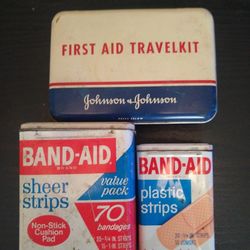 FIRST AID TRAVELKIT
Johnson & Johnson
BAND-AID
BRAND
sheer
strips
value
pack
Non-Stick
Cushion
Pad
70
bandages
BAND-AID
plastic
strips